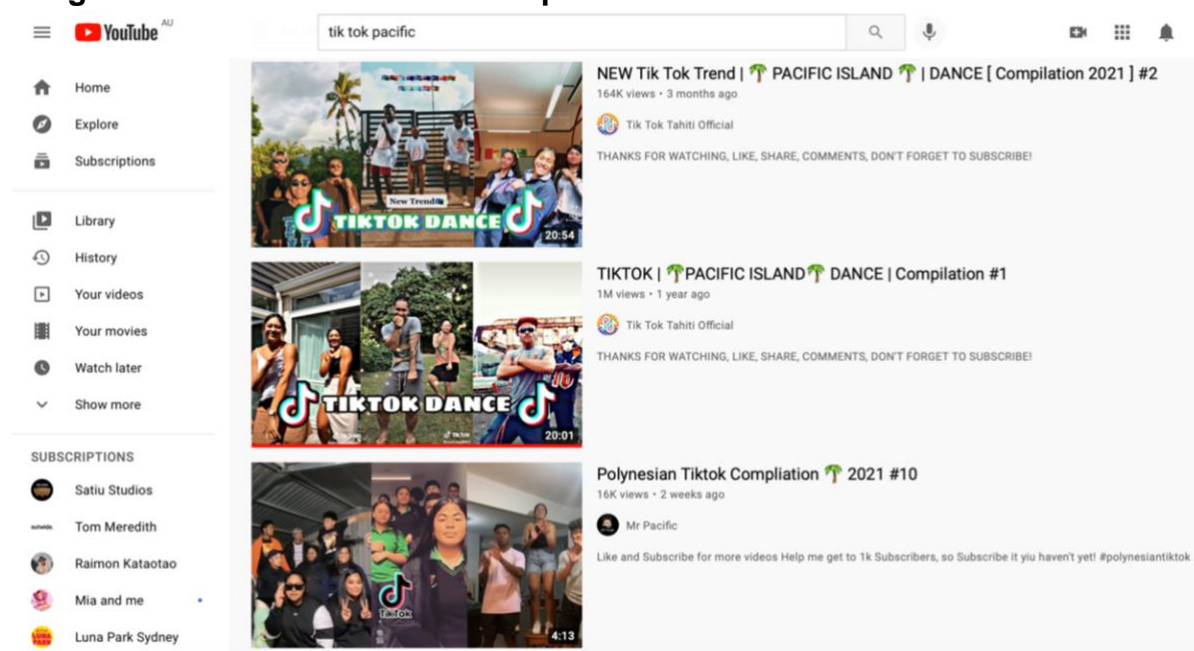 YouTube AU
tik tok pacific
Home
Explore
Subscriptions
Library
History
Your videos
Your movies
Watch later
Show more
SUBSCRIPTIONS
Satiu Studios
Tom Meredith
Raimon Kataotao
Mia and me
Luna Park Sydney
New Trend
TIKTOK DANCE
20:54
NEW Tik Tok Trend | 🌴 PACIFIC ISLAND 🌴 | DANCE [ Compilation 2021 ] #2
164K views • 3 months ago
Tik Tok Tahiti Official
THANKS FOR WATCHING, LIKE, SHARE, COMMENTS, DON'T FORGET TO SUBSCRIBE!
TIKTOK DANCE
TikTok
20:01
TIKTOK | 🌴PACIFIC ISLAND🌴 DANCE | Compilation #1
1M views • 1 year ago
Tik Tok Tahiti Official
THANKS FOR WATCHING, LIKE, SHARE, COMMENTS, DON'T FORGET TO SUBSCRIBE!
TikTok
4:13
Polynesian Tiktok Compliation 🌴 2021 #10
16K views • 2 weeks ago
Mr Pacific
Like and Subscribe for more videos Help me get to 1k Subscribers, so Subscribe it yiu haven't yet! #polynesiantiktok